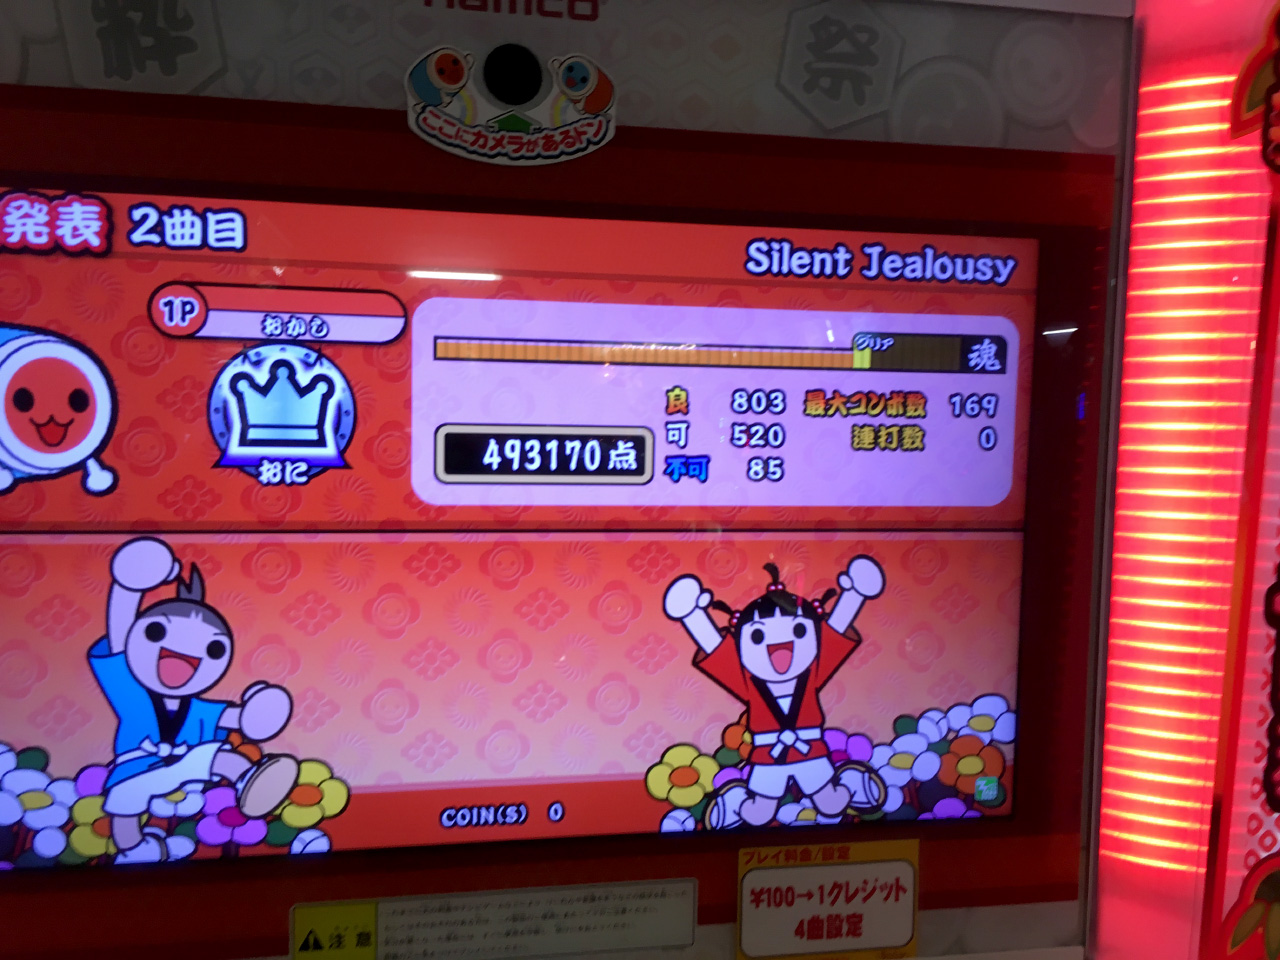 namco
粋
祭
ここにカメラがあるドン
発表 2曲目
Silent Jealousy
1P
おかし
おに
クリア
魂
良 803
可 520
不可 85
最大コンボ数 169
連打数 0
493170点
COIN(S) 0
プレイ料金/設定
¥100→1クレジット
4曲設定
注意